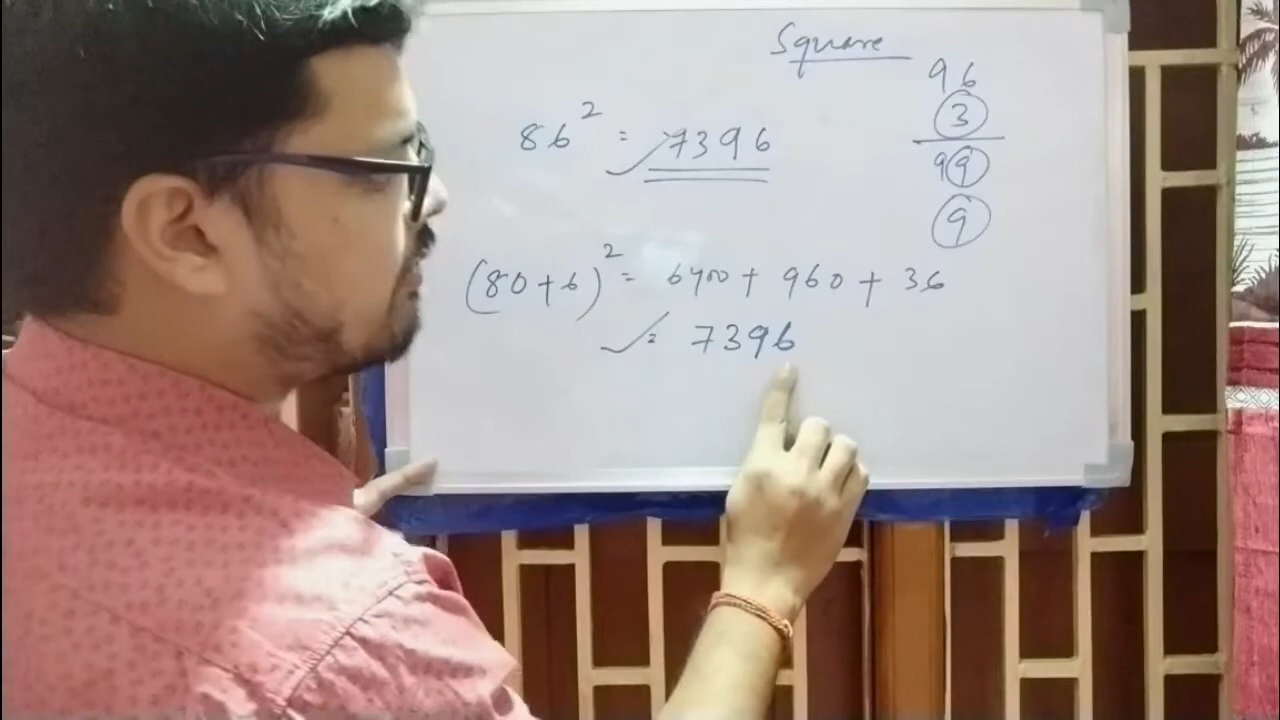 Square
86² = 7396
96
3
99
9
(80+6)² = 6400 + 960 + 36
= 7396